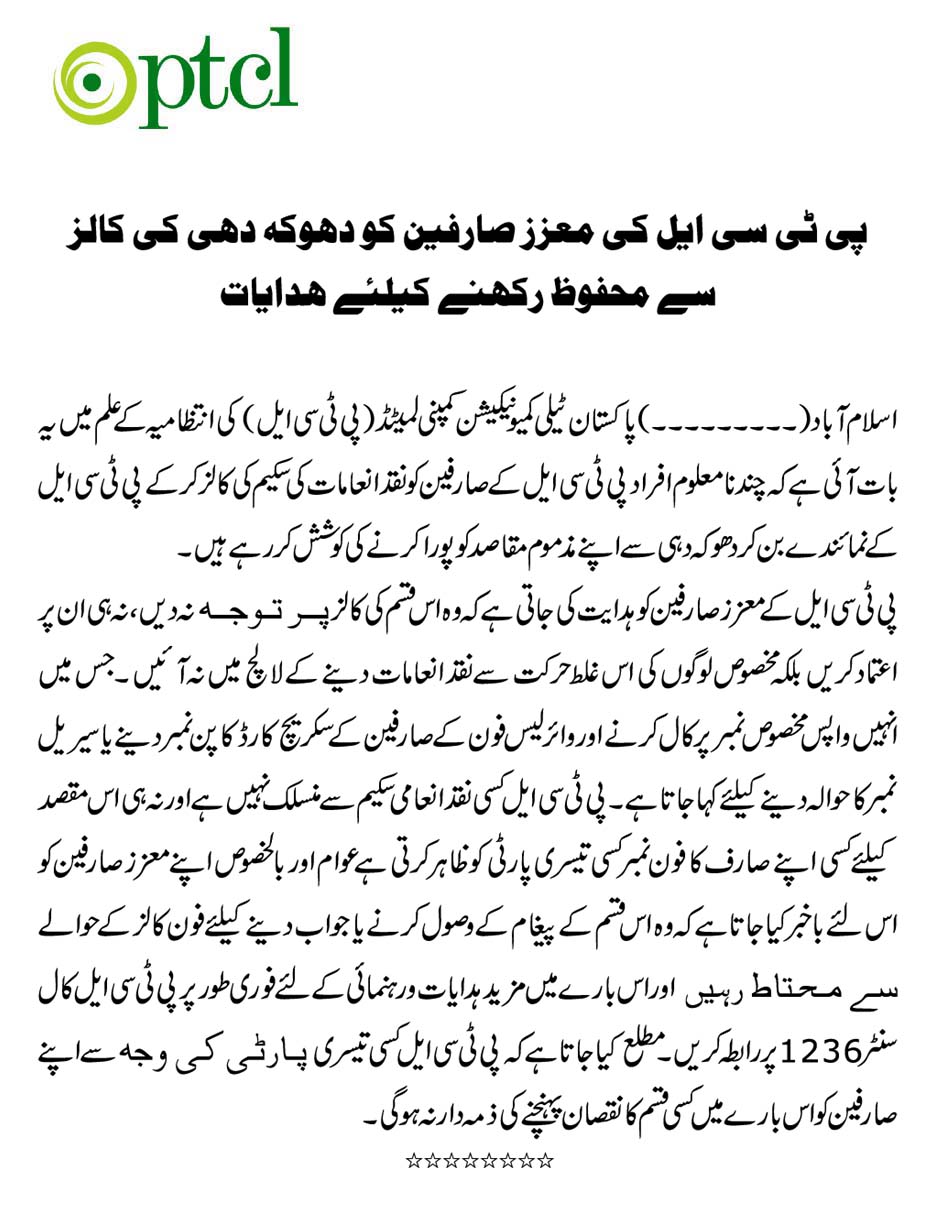 ptcl
پی ٹی سی ایل کی معزز صارفین کو دھوکہ دھی کی کالز
سے محفوظ رکھنے کیلئے ھدایات
اسلام آباد(---------)پاکستان ٹیلی کمیونیکیشن کمپنی لمیٹڈ (پی ٹی سی ایل) کی انتظامیہ کے علم میں یہ
بات آئی ہے کہ چند نامعلوم افراد پی ٹی سی ایل کے صارفین کو نقد انعامات کی سکیم کی کالز کر کے پی ٹی سی ایل
کے نمائندے بن کر دھوکہ دہی سے اپنے مذموم مقاصد کو پورا کرنے کی کوشش کر رہے ہیں۔
پی ٹی سی ایل کے معزز صارفین کو ہدایت کی جاتی ہے کہ وہ اس قسم کی کالز پر توجہ نہ دیں، نہ ہی ان پر
اعتماد کریں بلکہ مخصوص لوگوں کی اس غلط حرکت سے نقد انعامات دینے کے لالچ میں نہ آئیں۔ جس میں
انہیں واپس مخصوص نمبر پر کال کرنے اور وائرلیس فون کے صارفین کے سکریچ کارڈ کا پن نمبر دینے یا سیریل
نمبر کا حوالہ دینے کیلئے کہا جاتا ہے۔ پی ٹی سی ایل کسی نقد انعامی سکیم سے منسلک نہیں ہے اور نہ ہی اس مقصد
کیلئے کسی اپنے صارف کا فون نمبر کسی تیسری پارٹی کو ظاہر کرتی ہے عوام اور بالخصوص اپنے معزز صارفین کو
اس لئے باخبر کیا جاتا ہے کہ وہ اس قسم کے پیغام کے وصول کرنے یا جواب دینے کیلئے فون کالز کے حوالے
سے محتاط رہیں اور اس بارے میں مزید ہدایات ورہنمائی کے لئے فوری طور پر پی ٹی سی ایل کال
سنٹر 1236 پر رابطہ کریں۔ مطلع کیا جاتا ہے کہ پی ٹی سی ایل کسی تیسری پارٹی کی وجہ سے اپنے
صارفین کو اس بارے میں کسی قسم کا نقصان پہنچنے کی ذمہ دار نہ ہوگی۔
☆☆☆☆☆☆☆☆